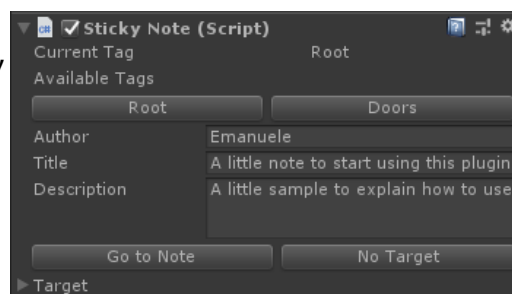 Sticky Note (Script)
Current Tag Root
Available Tags
Root Doors
Author Emanuele
Title A little note to start using this plugin
Description A little sample to explain how to use
Go to Note No Target
Target